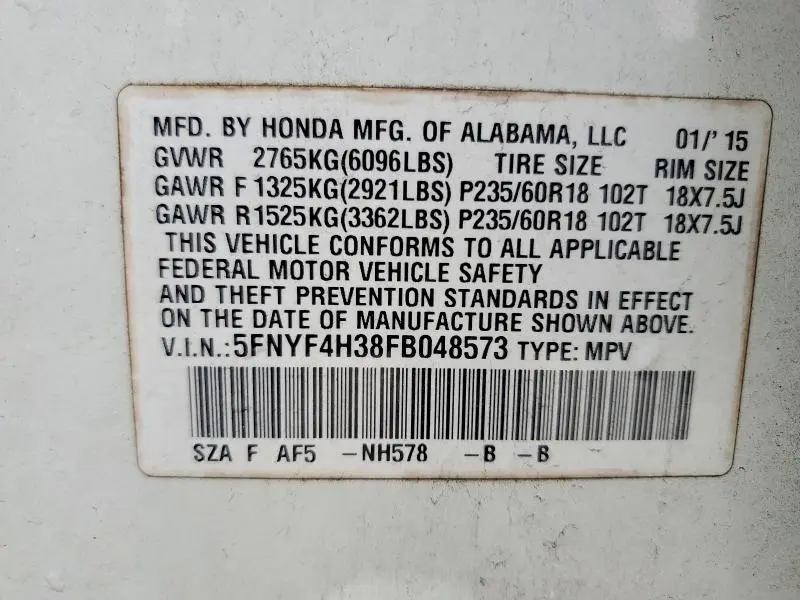 MFD. BY HONDA MFG. OF ALABAMA, LLC 01/'15
GVWR 2765KG(6096LBS) TIRE SIZE RIM SIZE
GAWR F 1325KG(2921LBS) P235/60R18 102T 18X7.5J
GAWR R1525KG(3362LBS) P235/60R18 102T 18X7.5J
THIS VEHICLE CONFORMS TO ALL APPLICABLE
FEDERAL MOTOR VEHICLE SAFETY
AND THEFT PREVENTION STANDARDS IN EFFECT
ON THE DATE OF MANUFACTURE SHOWN ABOVE.
V.I.N.:5FNYF4H38FB048573 TYPE: MPV
SZA F AF5 -NH578 -B -B